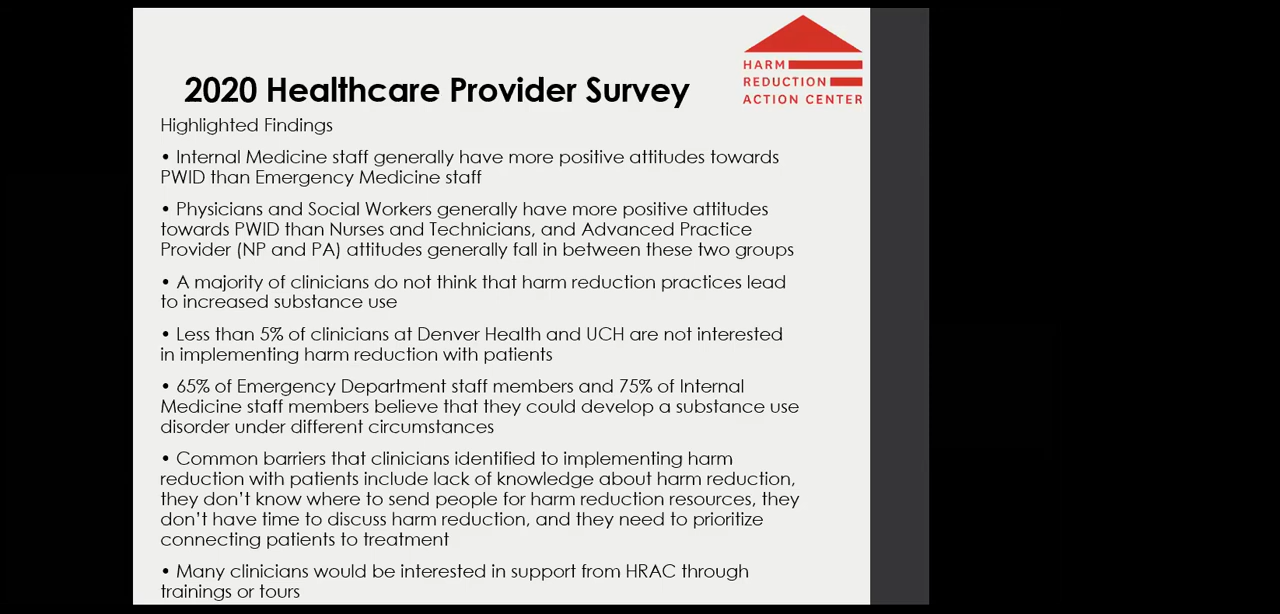 HARM
REDUCTION
ACTION CENTER
2020 Healthcare Provider Survey
Highlighted Findings
• Internal Medicine staff generally have more positive attitudes towards
PWID than Emergency Medicine staff
• Physicians and Social Workers generally have more positive attitudes
towards PWID than Nurses and Technicians, and Advanced Practice
Provider (NP and PA) attitudes generally fall in between these two groups
• A majority of clinicians do not think that harm reduction practices lead
to increased substance use
• Less than 5% of clinicians at Denver Health and UCH are not interested
in implementing harm reduction with patients
• 65% of Emergency Department staff members and 75% of Internal
Medicine staff members believe that they could develop a substance use
disorder under different circumstances
• Common barriers that clinicians identified to implementing harm
reduction with patients include lack of knowledge about harm reduction,
they don’t know where to send people for harm reduction resources, they
don’t have time to discuss harm reduction, and they need to prioritize
connecting patients to treatment
• Many clinicians would be interested in support from HRAC through
trainings or tours